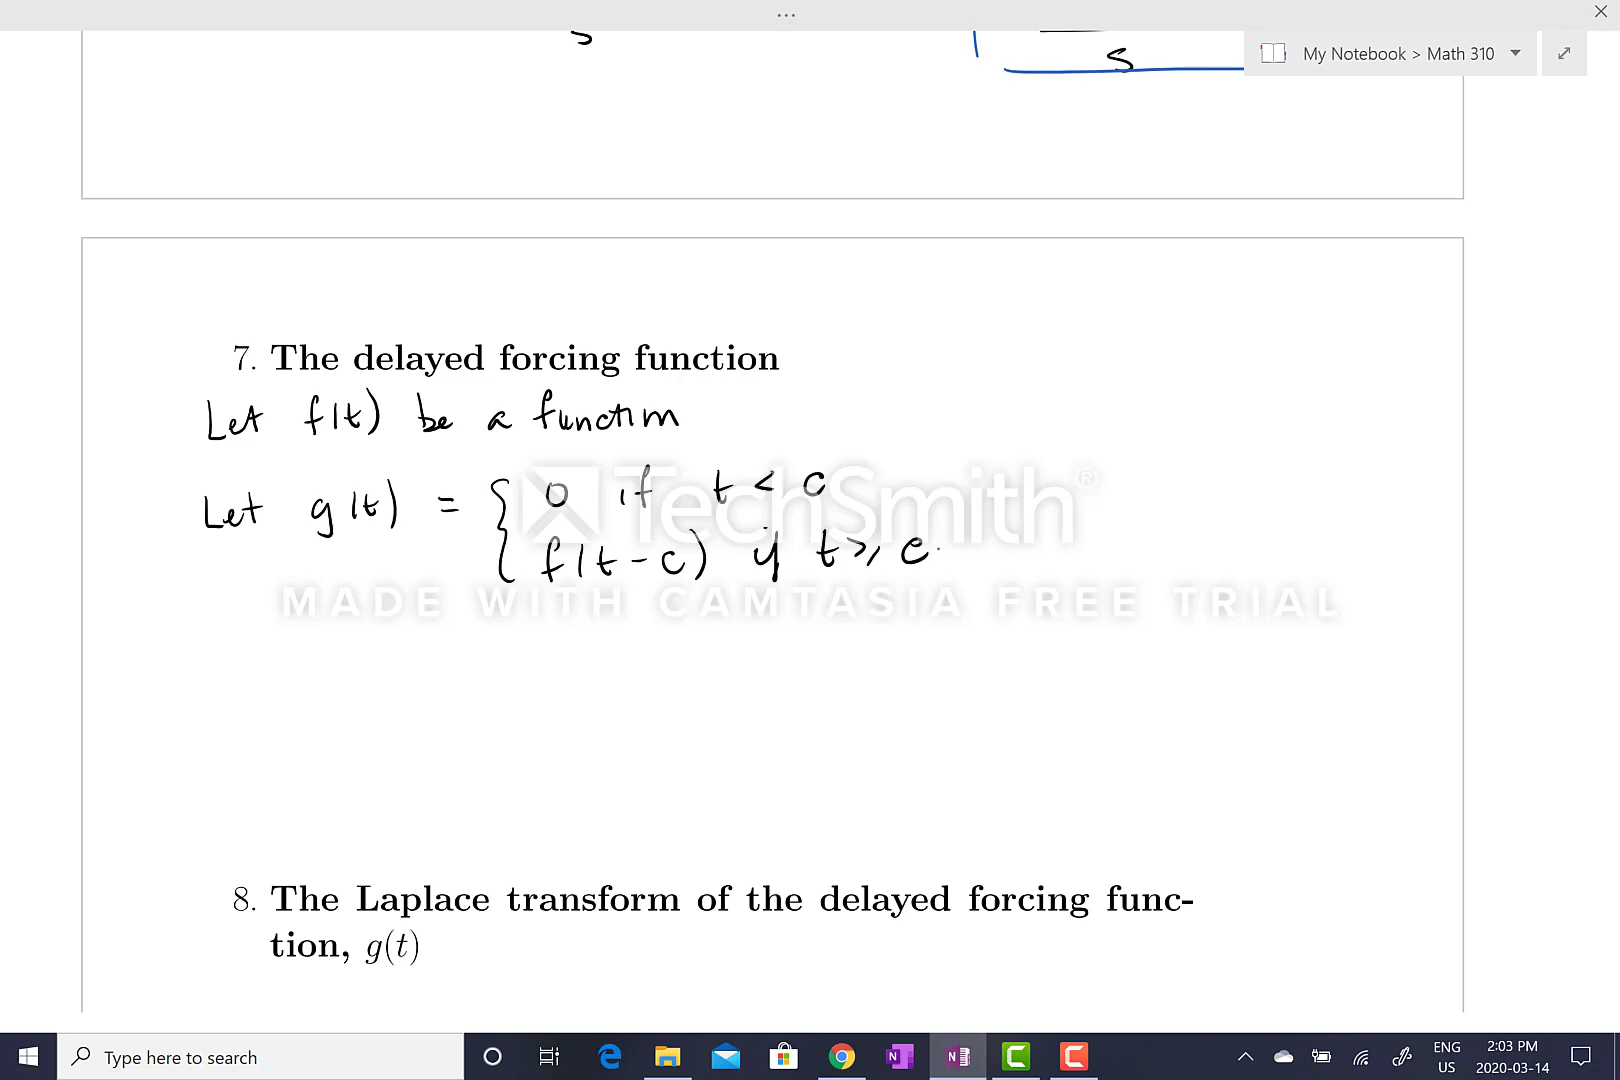 ...
s
s
My Notebook > Math 310
7. The delayed forcing function
Let f(t) be a function
Let g(t) = { 0 if t < c
f(t - c) if t ⩾ c.
TechSmith®
MADE WITH CAMTASIA FREE TRIAL
8. The Laplace transform of the delayed forcing func-
tion, g(t)
Type here to search
ENG
US
2:03 PM
2020-03-14